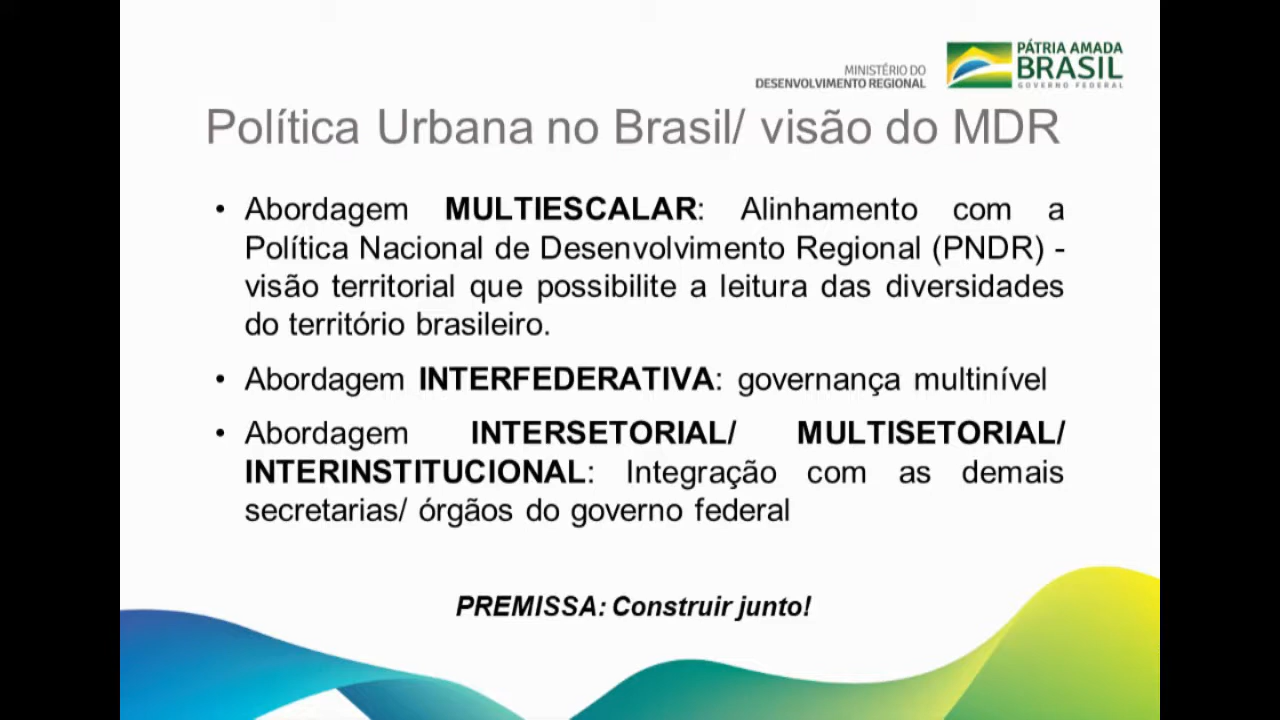 MINISTÉRIO DO
DESENVOLVIMENTO REGIONAL
PÁTRIA AMADA
BRASIL
GOVERNO FEDERAL
Política Urbana no Brasil/ visão do MDR
• Abordagem MULTIESCALAR: Alinhamento com a
Política Nacional de Desenvolvimento Regional (PNDR) -
visão territorial que possibilite a leitura das diversidades
do território brasileiro.
• Abordagem INTERFEDERATIVA: governança multinível
• Abordagem INTERSETORIAL/ MULTISETORIAL/
INTERINSTITUCIONAL: Integração com as demais
secretarias/ órgãos do governo federal
PREMISSA: Construir junto!